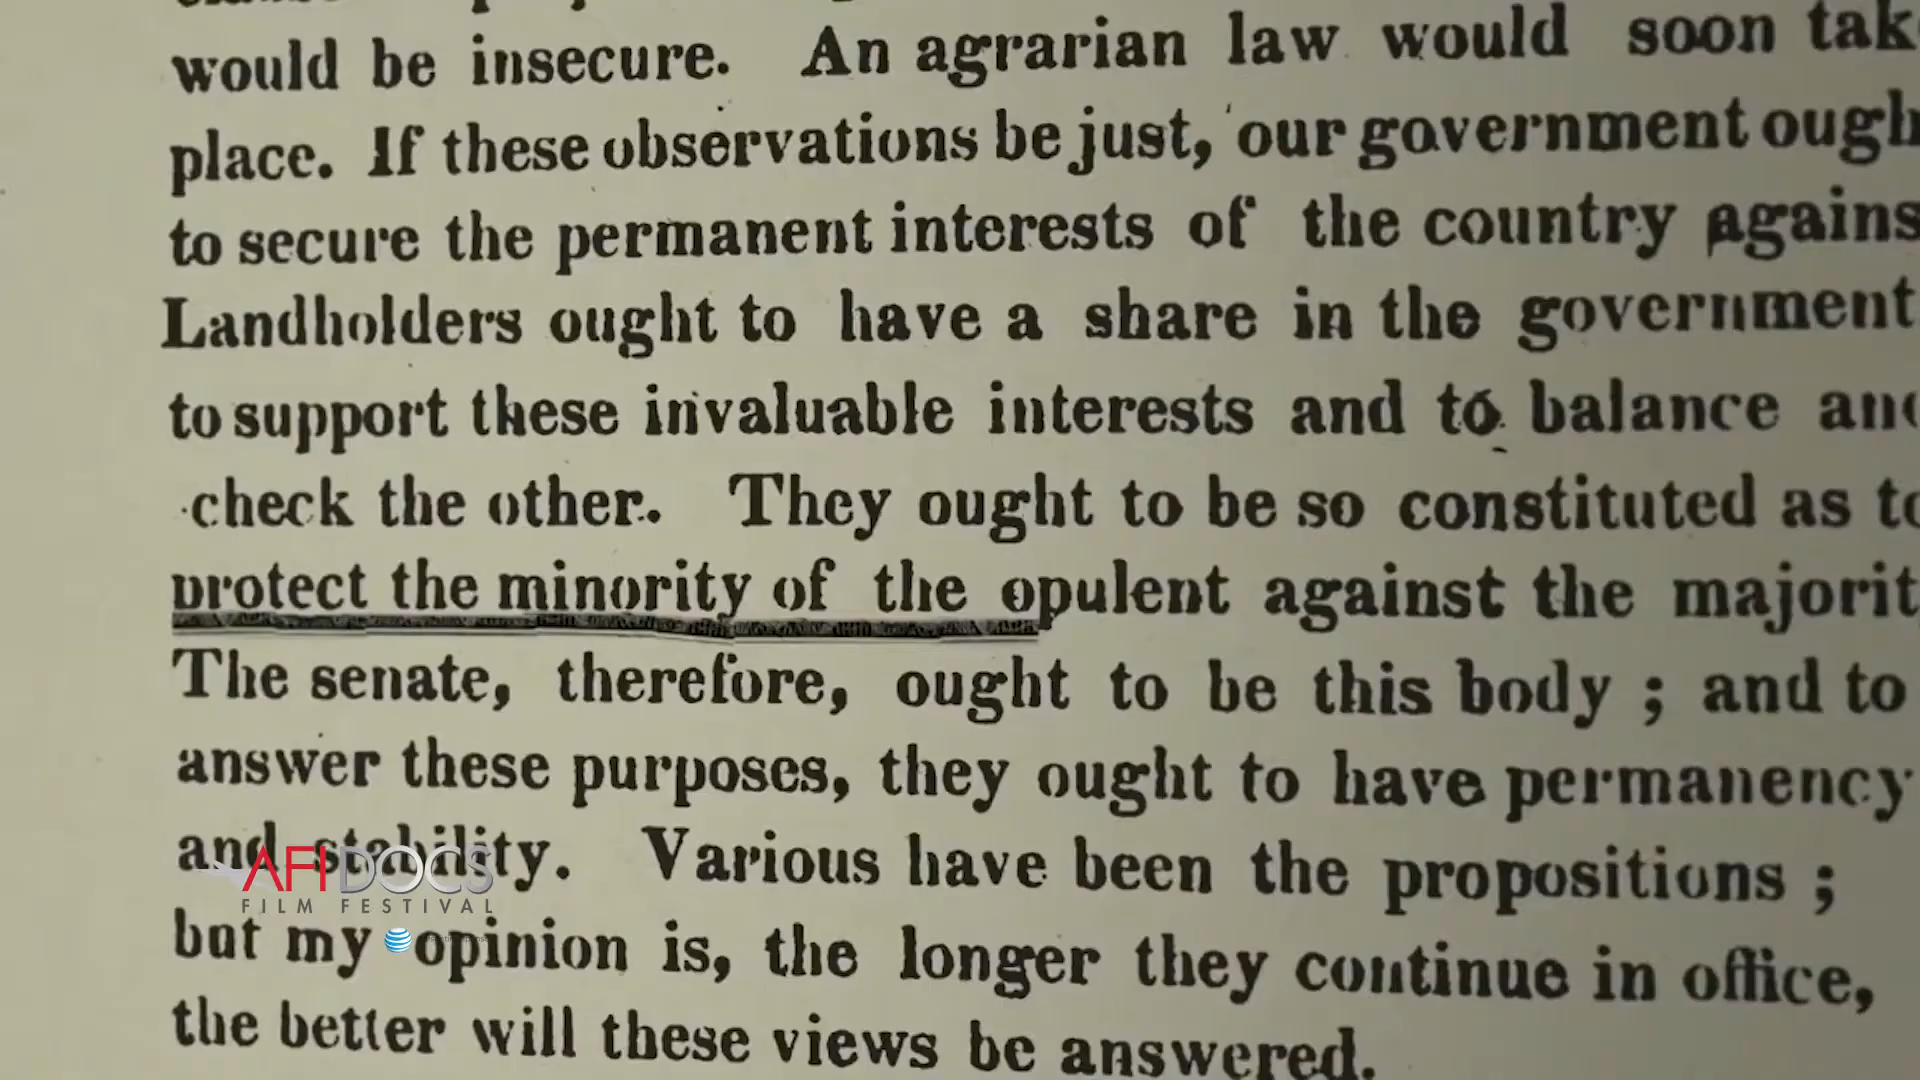 would be insecure. An agrarian law would soon tak
place. If these observations be just, our government ough
to secure the permanent interests of the country agains
Landholders ought to have a share in the government
to support these invaluable interests and to balance and
check the other. They ought to be so constituted as to
protect the minority of the opulent against the majorit
The senate, therefore, ought to be this body ; and to
answer these purposes, they ought to have permanency
and stability. Various have been the propositions ;
AFI DOCS
FILM FESTIVAL
but my opinion is, the longer they continue in office,
the better will these views be answered.